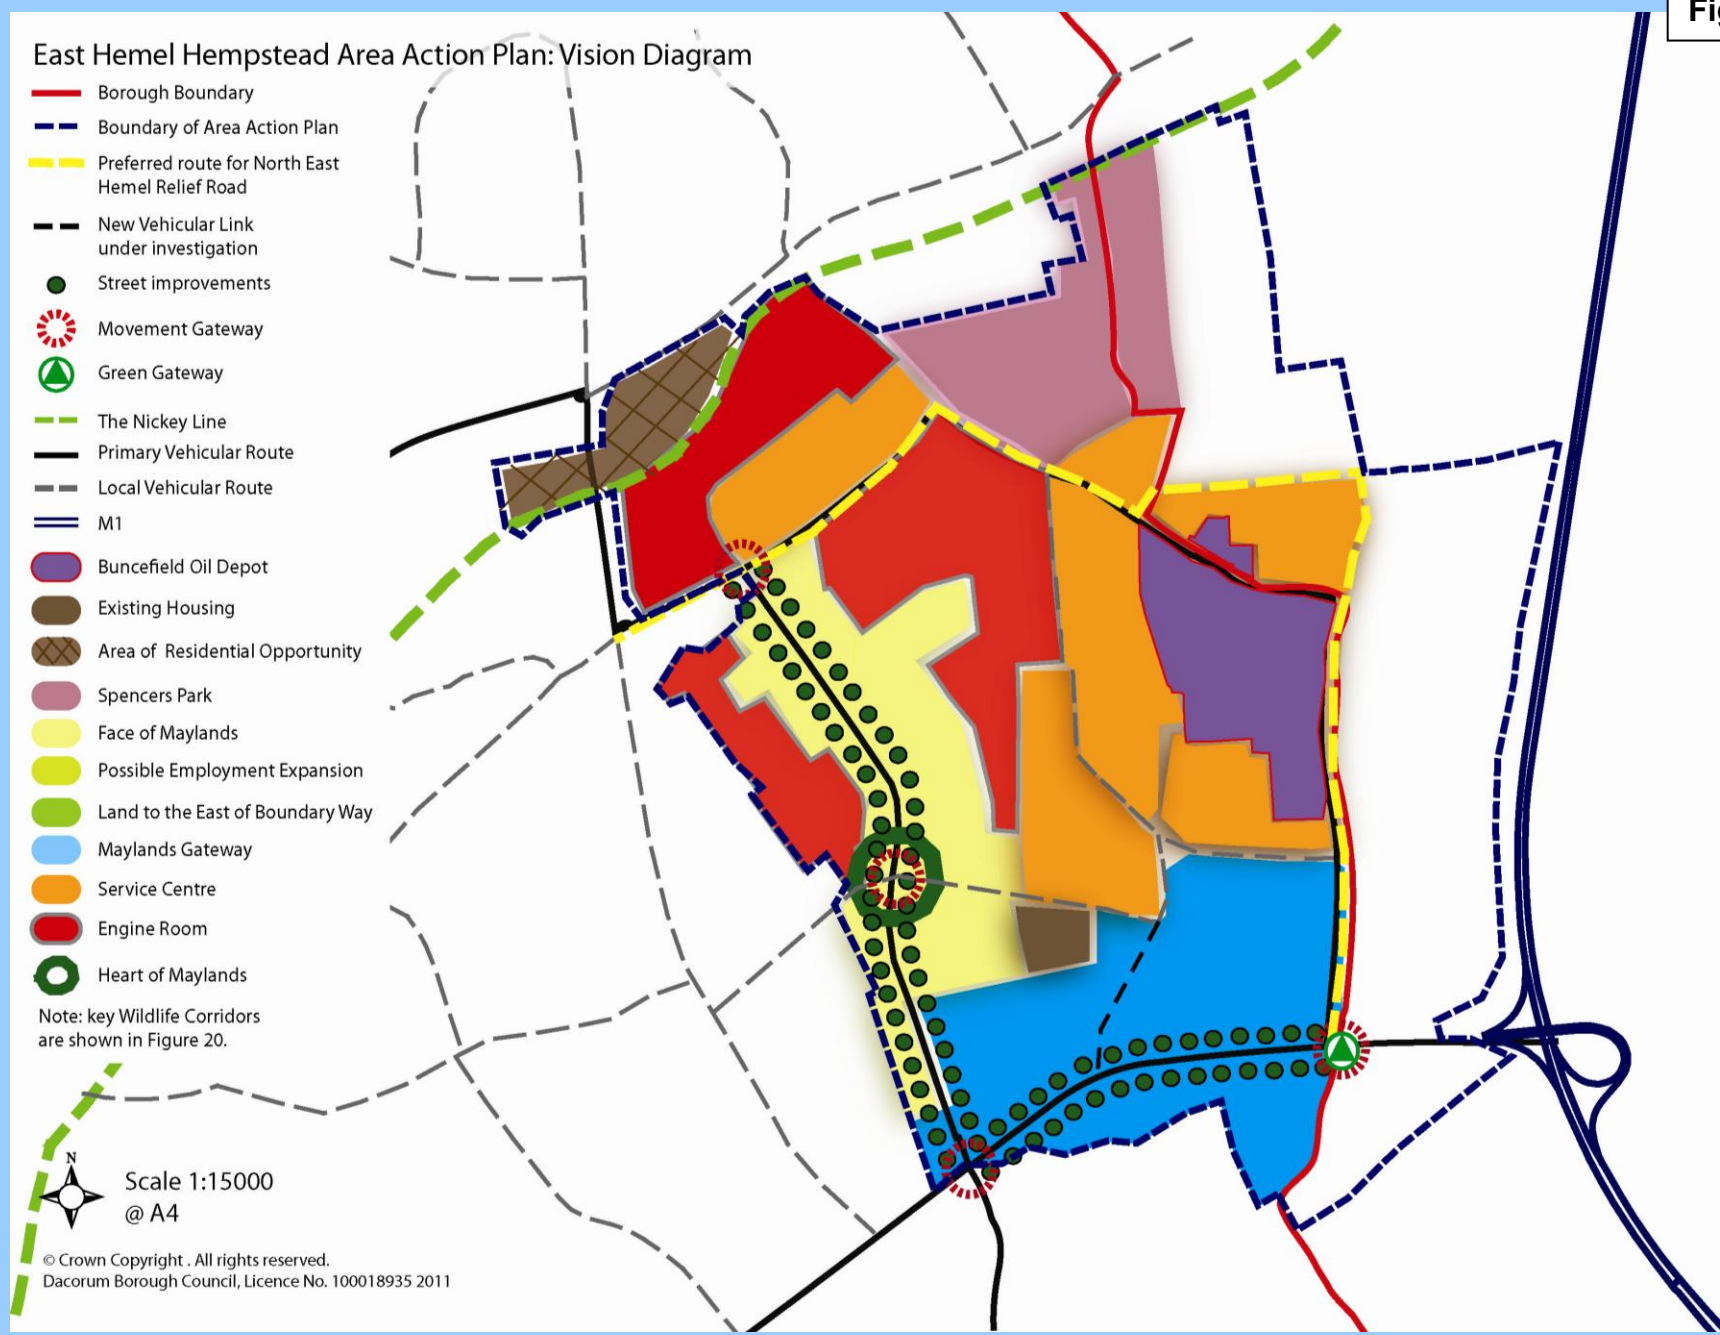 Fig
East Hemel Hempstead Area Action Plan: Vision Diagram
Borough Boundary
Boundary of Area Action Plan
Preferred route for North East
Hemel Relief Road
New Vehicular Link
under investigation
Street improvements
Movement Gateway
Green Gateway
The Nickey Line
Primary Vehicular Route
Local Vehicular Route
M1
Buncefield Oil Depot
Existing Housing
Area of Residential Opportunity
Spencers Park
Face of Maylands
Possible Employment Expansion
Land to the East of Boundary Way
Maylands Gateway
Service Centre
Engine Room
Heart of Maylands
Note: key Wildlife Corridors
are shown in Figure 20.
N
Scale 1:15000
@ A4
© Crown Copyright . All rights reserved.
Dacorum Borough Council, Licence No. 100018935 2011